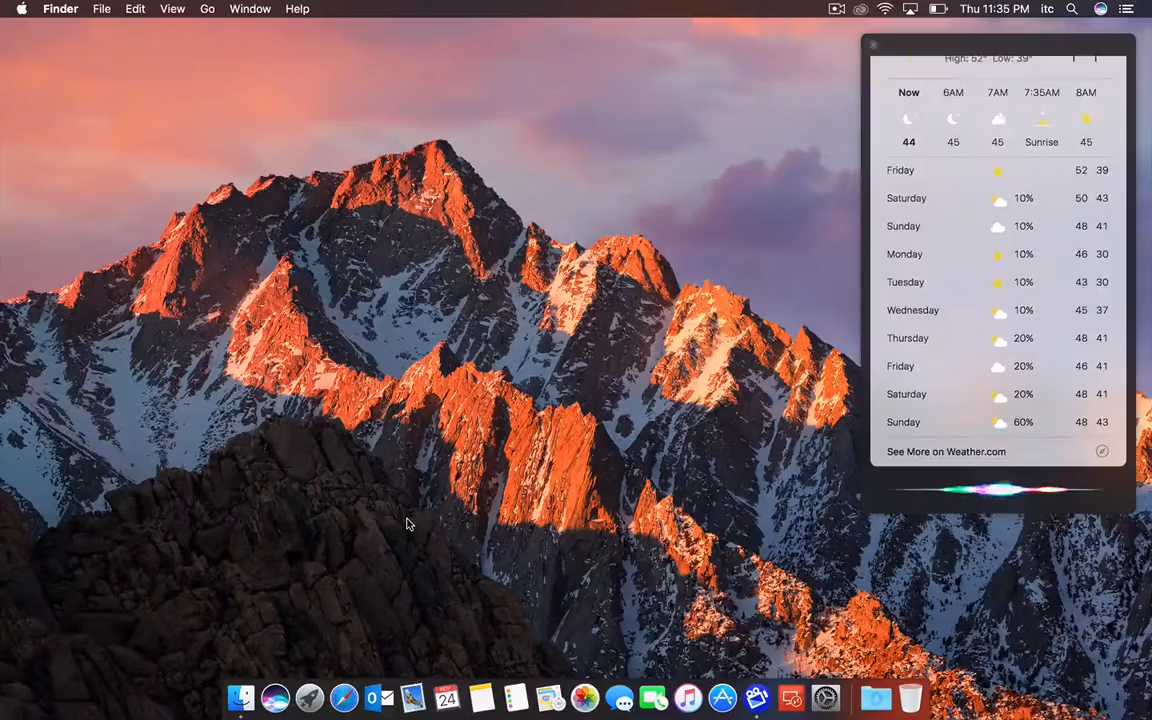 Finder File Edit View Go Window Help Thu 11:35 PM itc
High: 52° Low: 39°
Now 6AM 7AM 7:35AM 8AM
44 45 45 Sunrise 45
Friday 52 39
Saturday 10% 50 43
Sunday 10% 48 41
Monday 10% 46 30
Tuesday 10% 43 30
Wednesday 10% 45 37
Thursday 20% 48 41
Friday 20% 46 41
Saturday 20% 48 41
Sunday 60% 48 43
See More on Weather.com
NOV
24